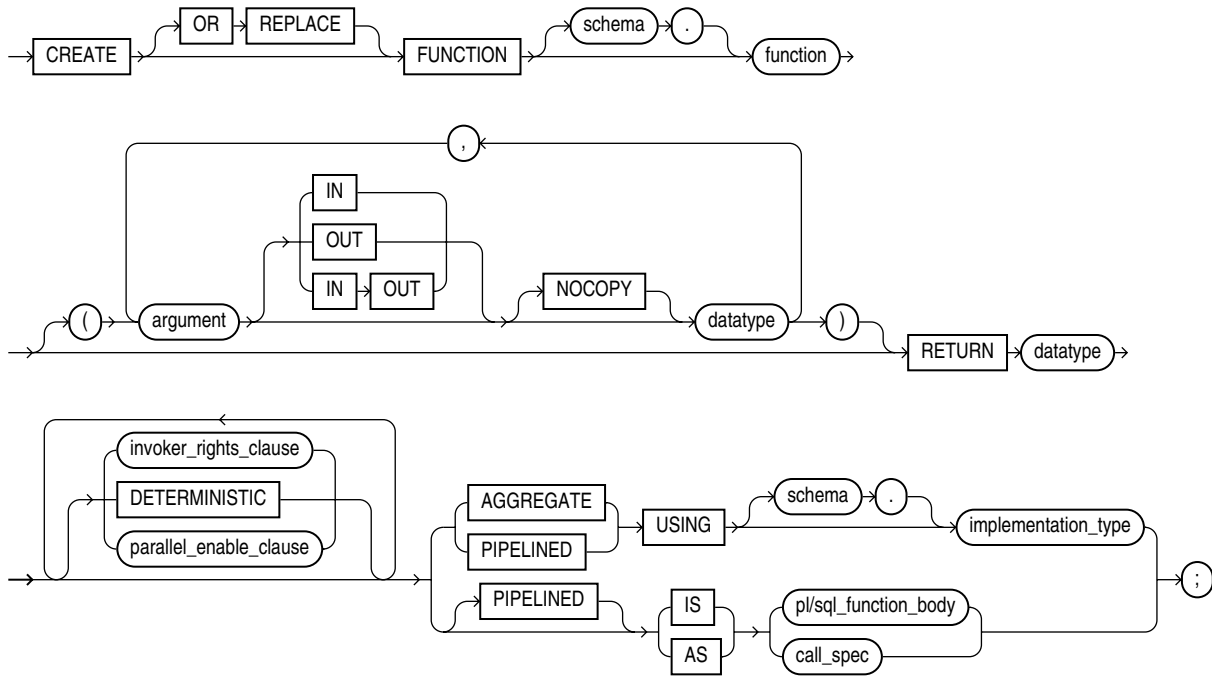 OR REPLACE schema .
CREATE FUNCTION function
,
IN
OUT
IN OUT NOCOPY
( argument datatype )
RETURN datatype
invoker_rights_clause
DETERMINISTIC
parallel_enable_clause
AGGREGATE schema .
USING implementation_type
PIPELINED
;
PIPELINED IS pl/sql_function_body
AS call_spec